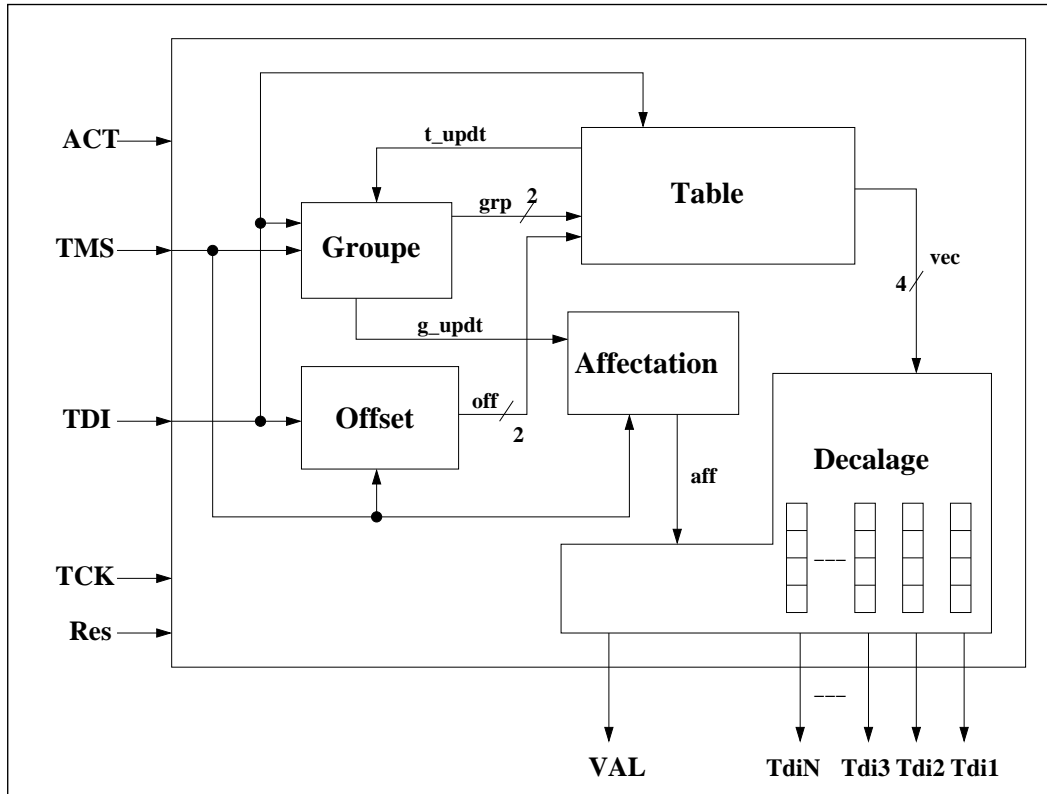 ACT
t_updt
Table
grp
2
TMS
Groupe
vec
4
g_updt
Affectation
TDI
Offset
off
2
Decalage
aff
---
TCK
Res
---
VAL
TdiN
Tdi3
Tdi2
Tdi1